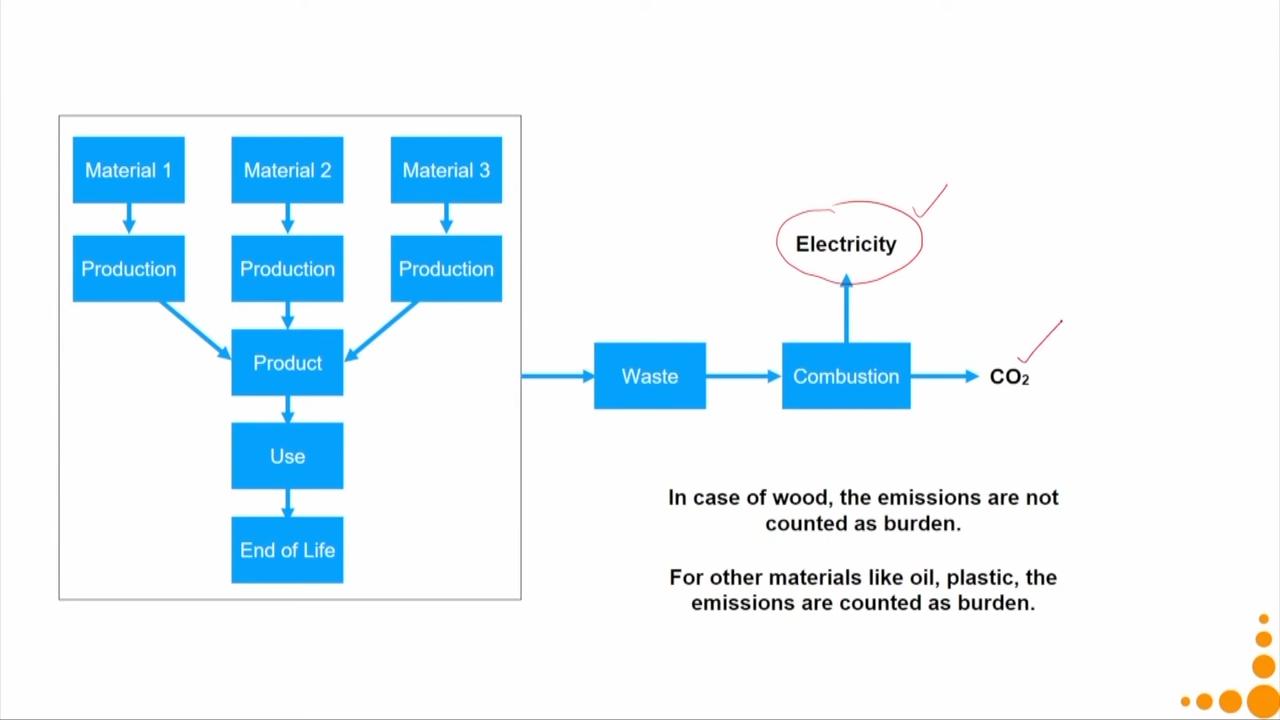 Material 1
Material 2
Material 3
Production
Production
Production
Product
Use
End of Life
Waste
Combustion
Electricity
CO₂
In case of wood, the emissions are not
counted as burden.
For other materials like oil, plastic, the
emissions are counted as burden.